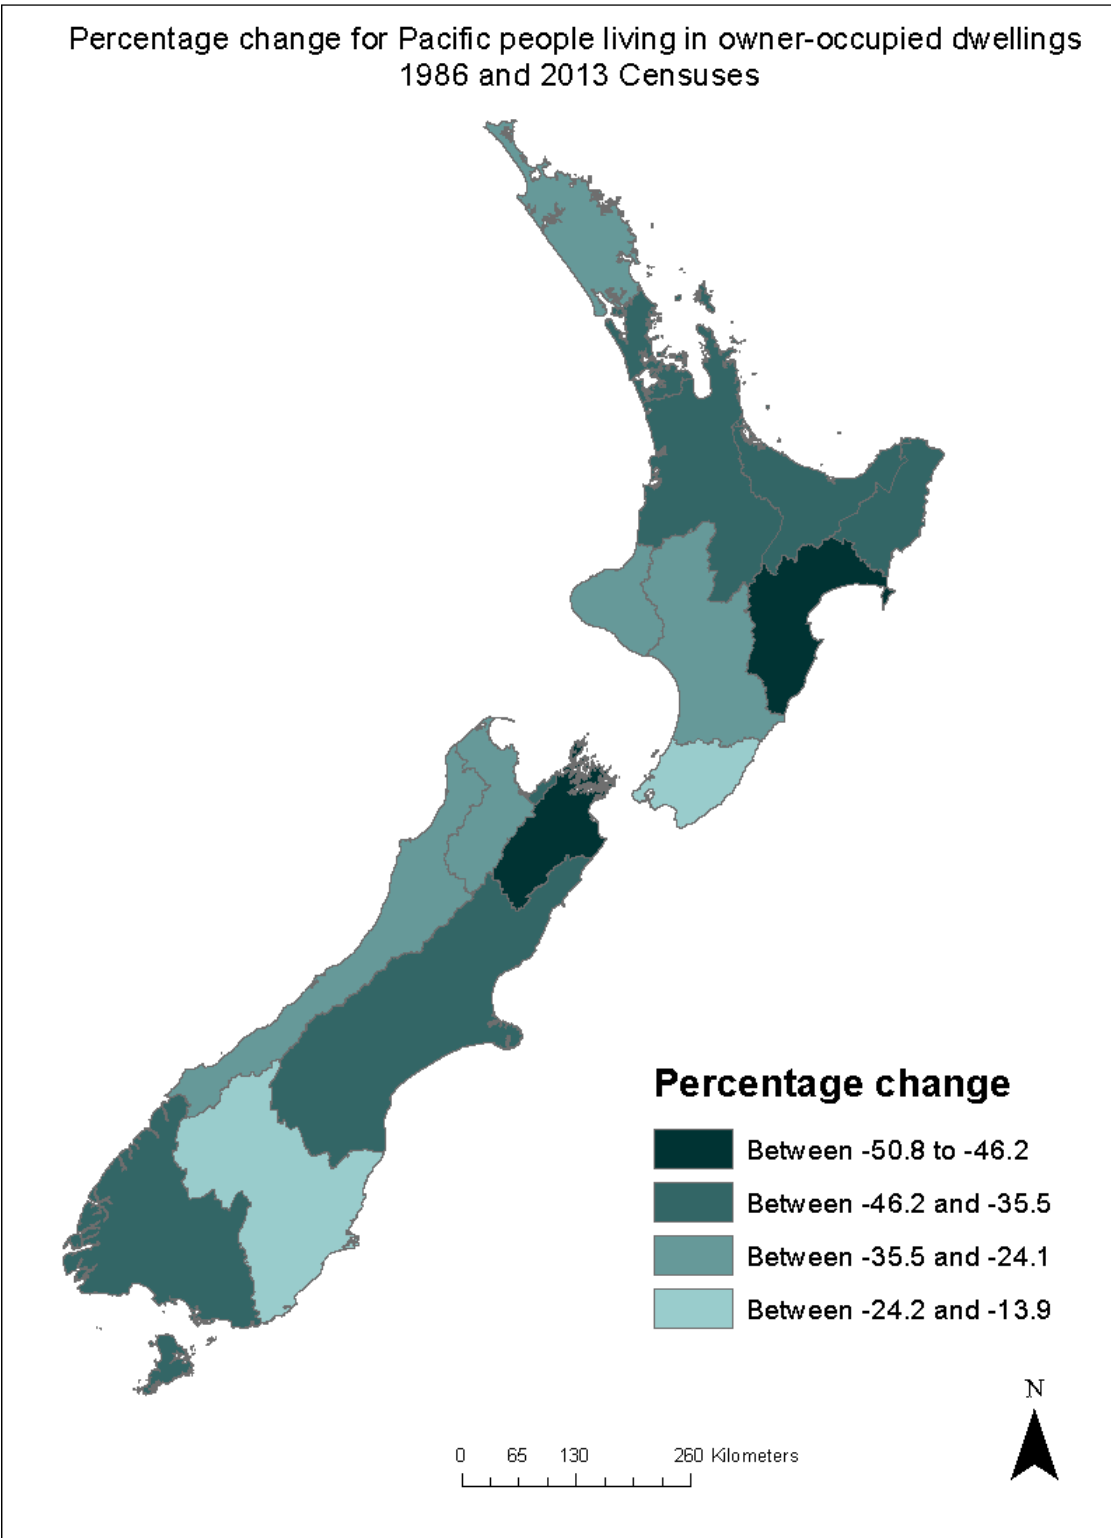 Percentage change for Pacific people living in owner-occupied dwellings
1986 and 2013 Censuses
Percentage change
Between -50.8 to -46.2
Between -46.2 and -35.5
Between -35.5 and -24.1
Between -24.2 and -13.9
N
0 65 130 260 Kilometers